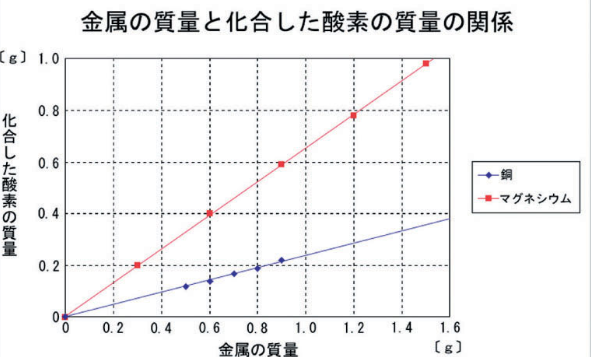 金属の質量と化合した酸素の質量の関係
〔g〕
1.0
0.8
0.6
0.4
0.2
0
化合した酸素の質量
0 0.2 0.4 0.6 0.8 1.0 1.2 1.4 1.6
金属の質量
〔g〕
銅
マグネシウム